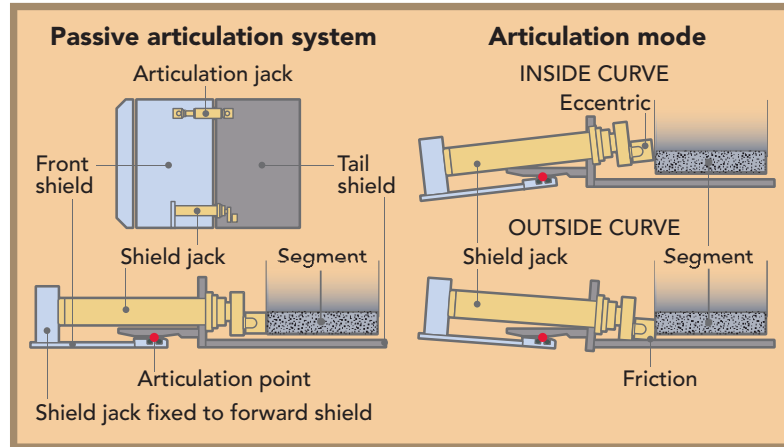 Passive articulation system
Articulation jack
Front
shield
Tail
shield
Shield jack
Segment
Articulation point
Shield jack fixed to forward shield
Articulation mode
INSIDE CURVE
Eccentric
OUTSIDE CURVE
Shield jack
Segment
Friction